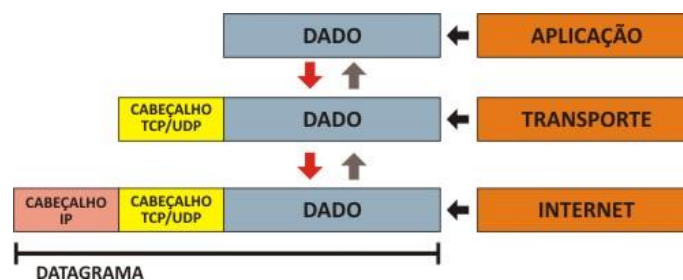 DADO
APLICAÇÃO
CABEÇALHO
TCP/UDP
DADO
TRANSPORTE
CABEÇALHO
IP
CABEÇALHO
TCP/UDP
DADO
INTERNET
DATAGRAMA